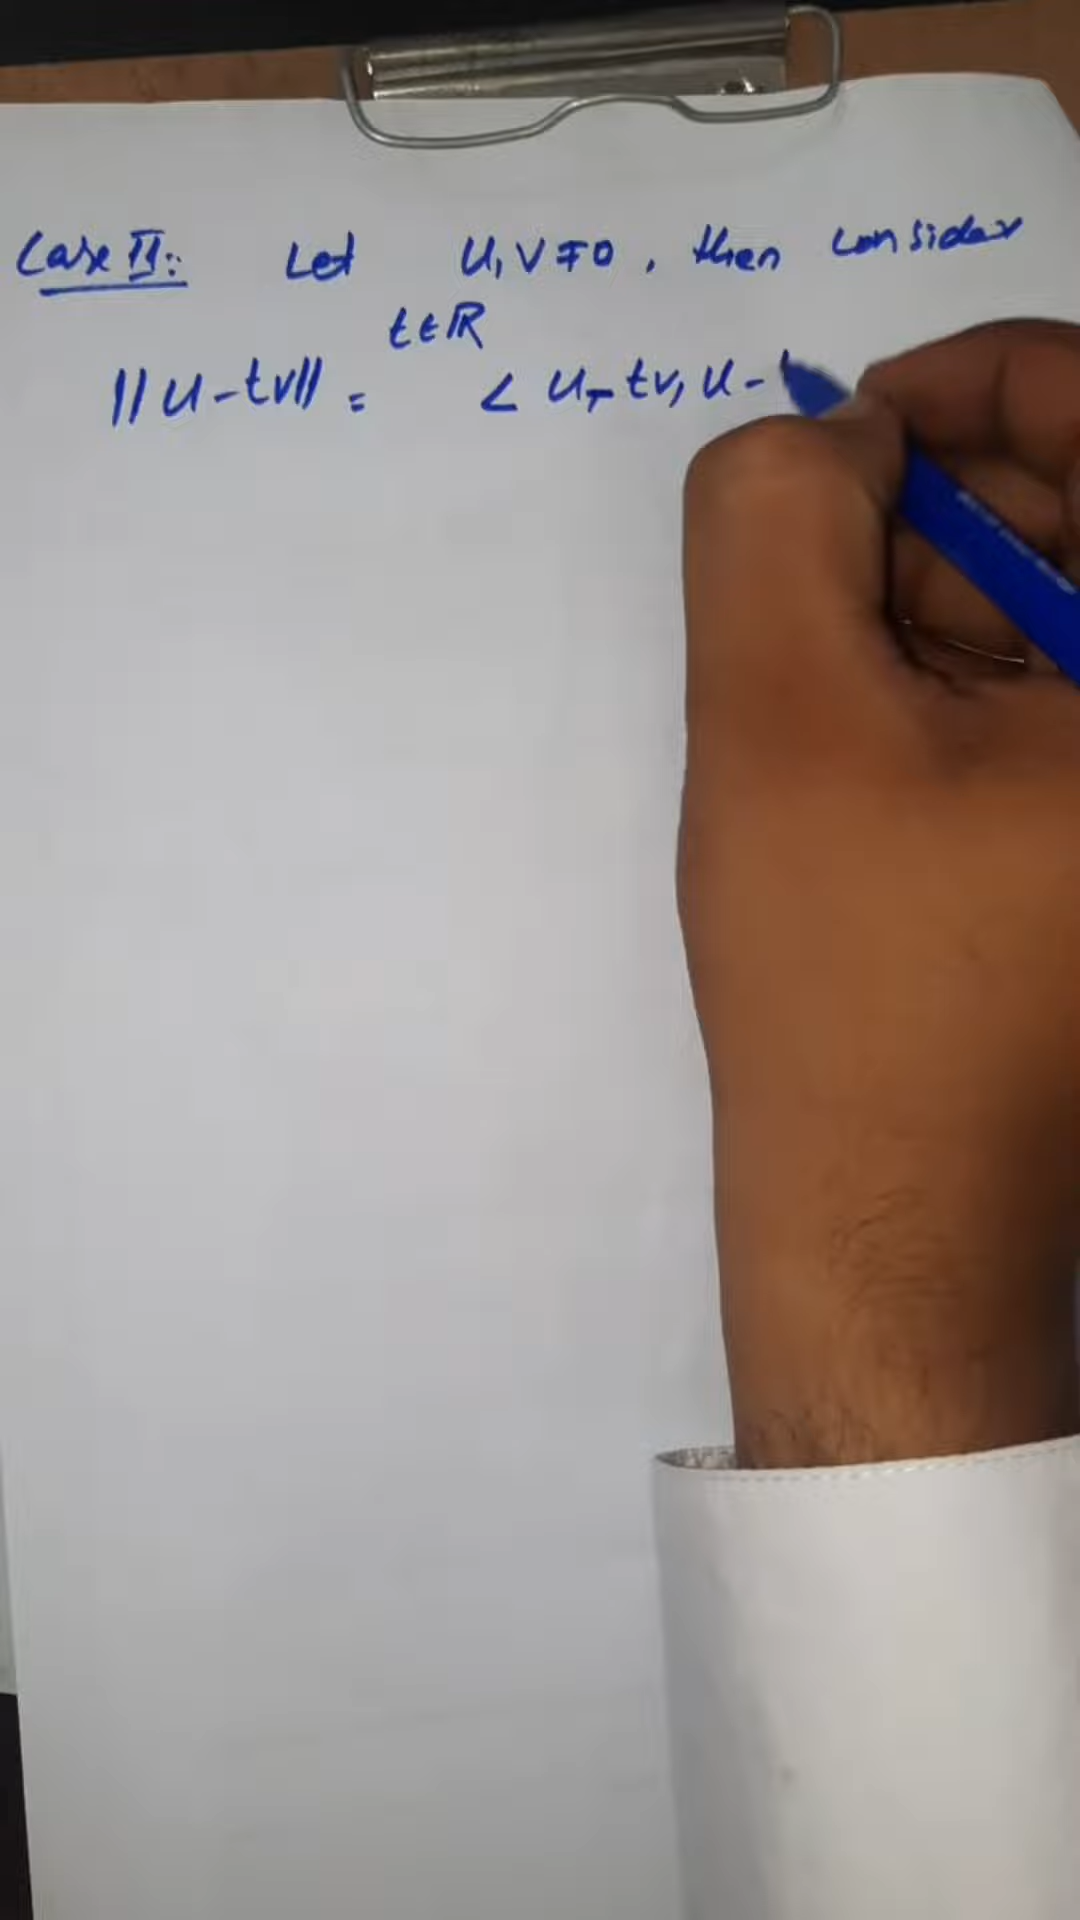 Case II: Let U, V ≠ 0, then consider
t ∈ ℝ
||U - tv|| = < U - tv, U -